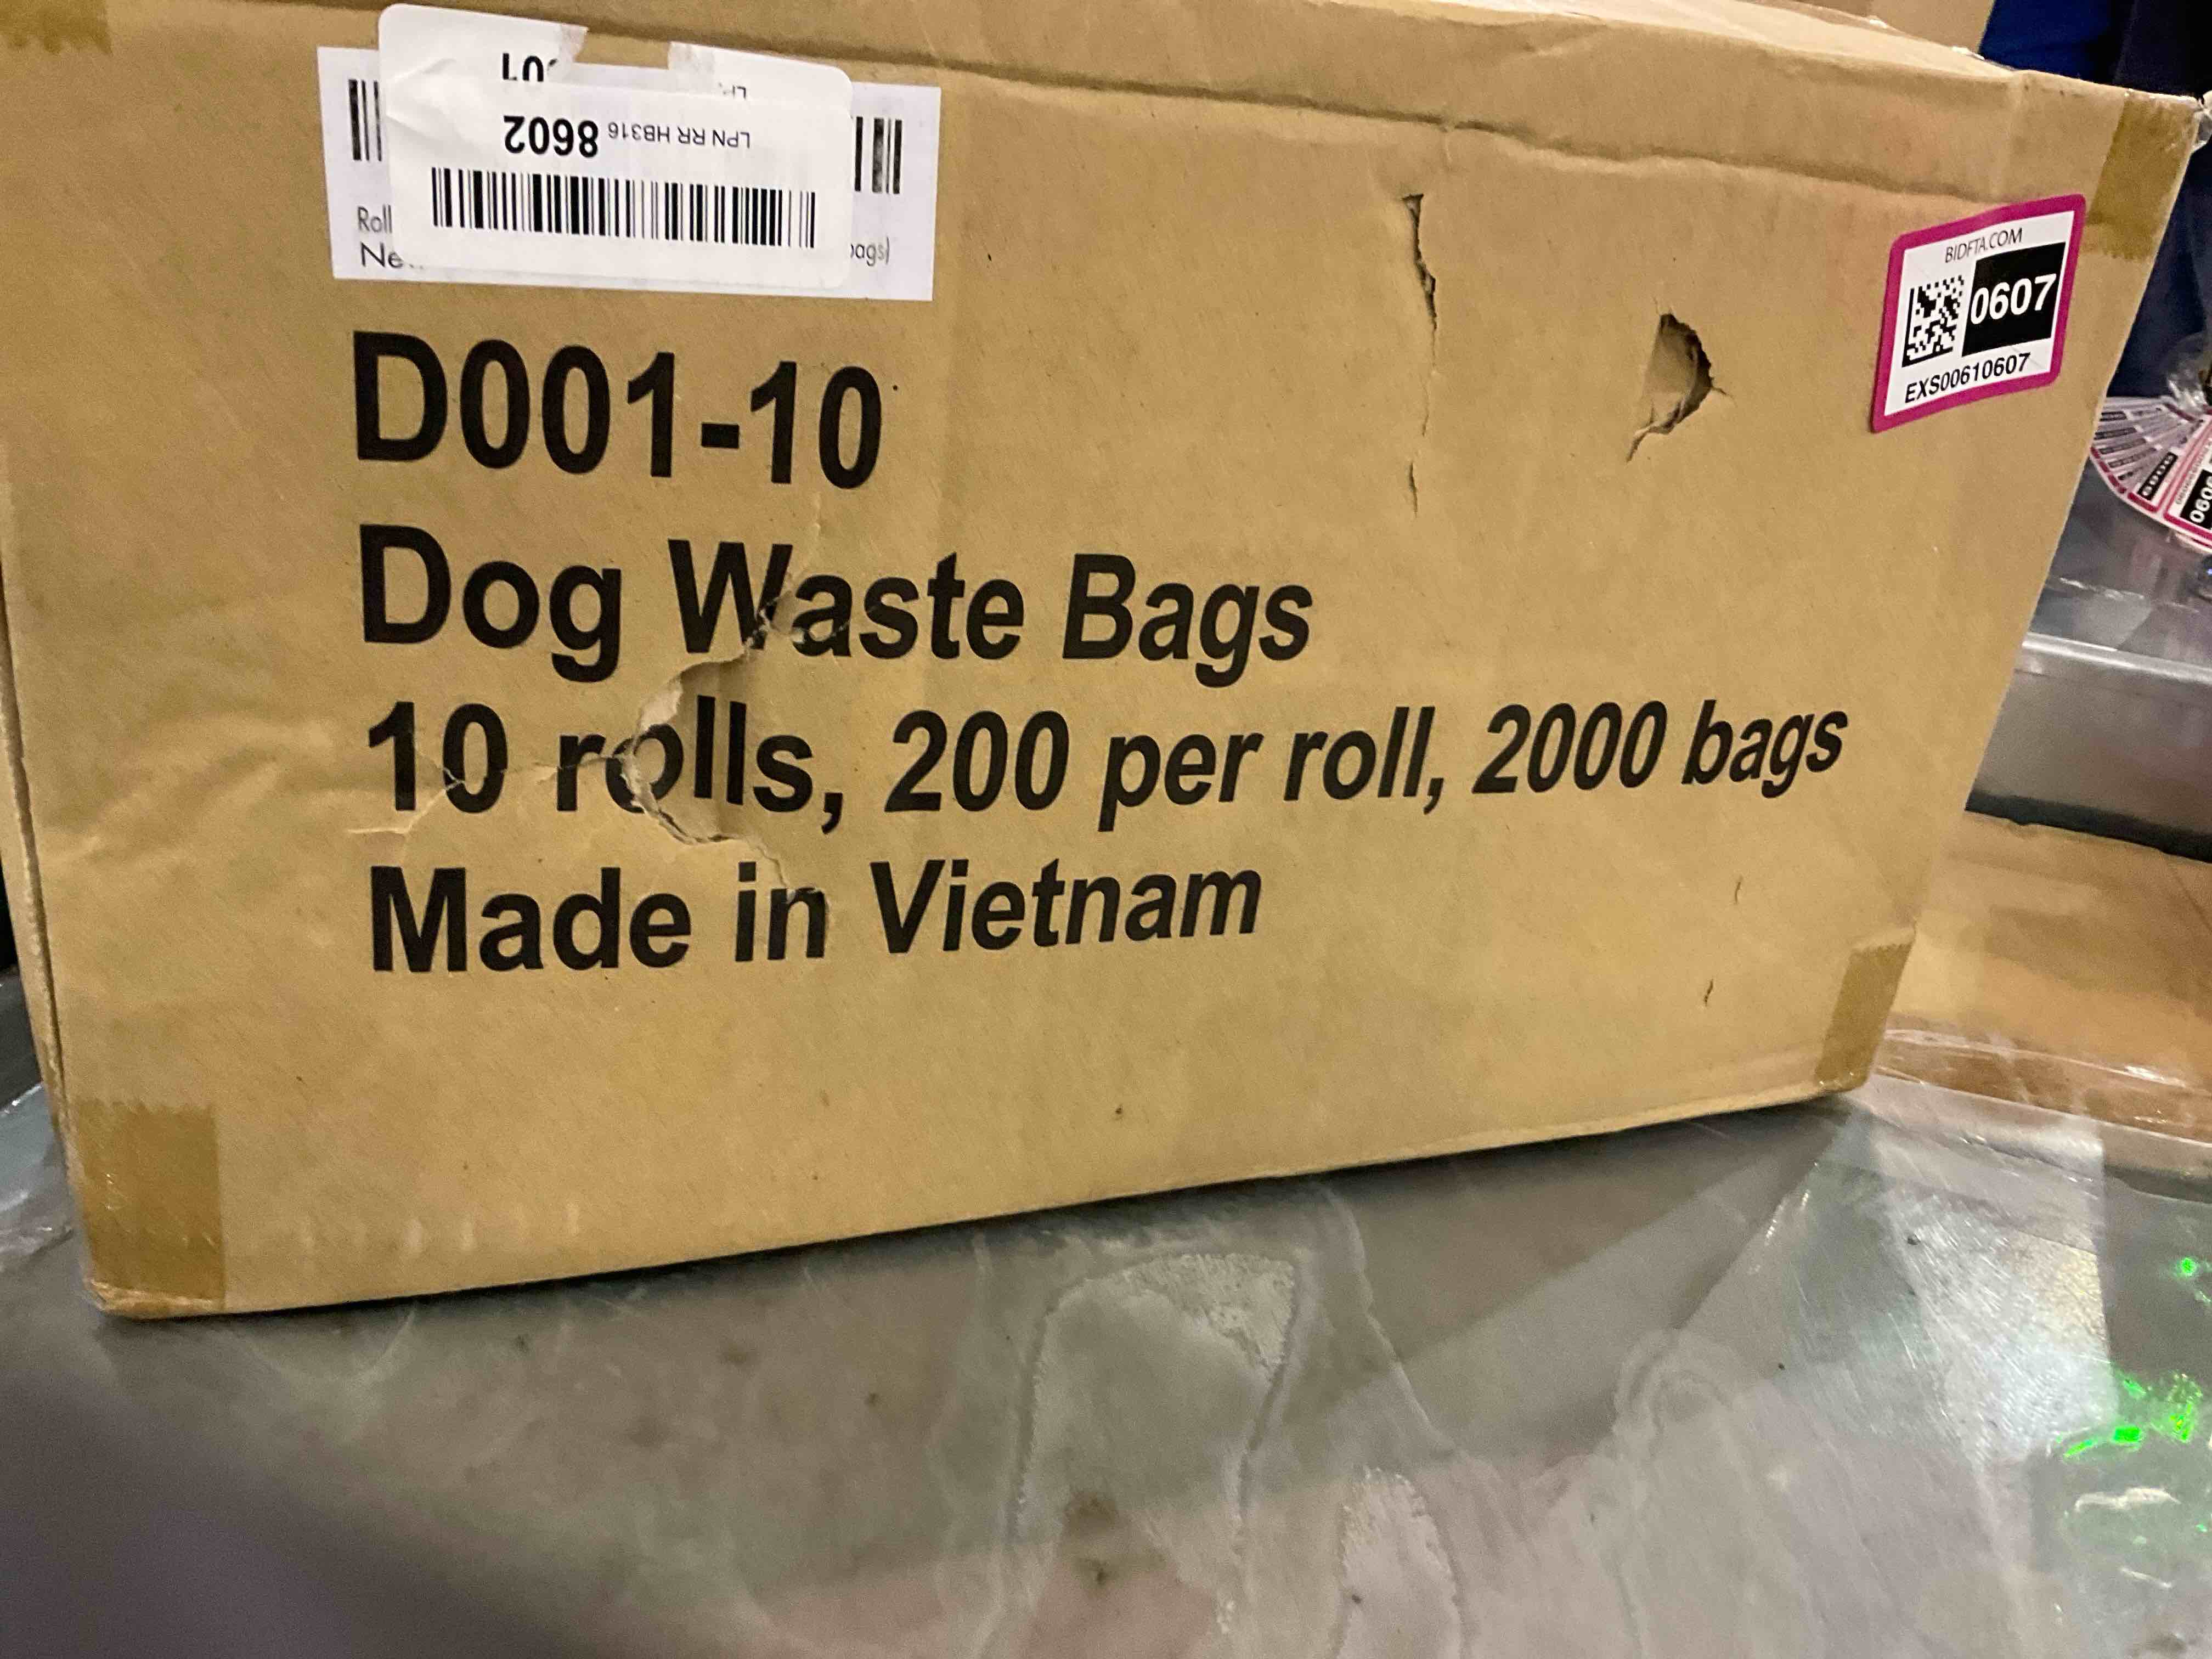 LPN RR HB316 8602
Roll
bags)
D001-10
Dog Waste Bags
10 rolls, 200 per roll, 2000 bags
Made in Vietnam
BIDFTA.COM
0607
EXS00610607